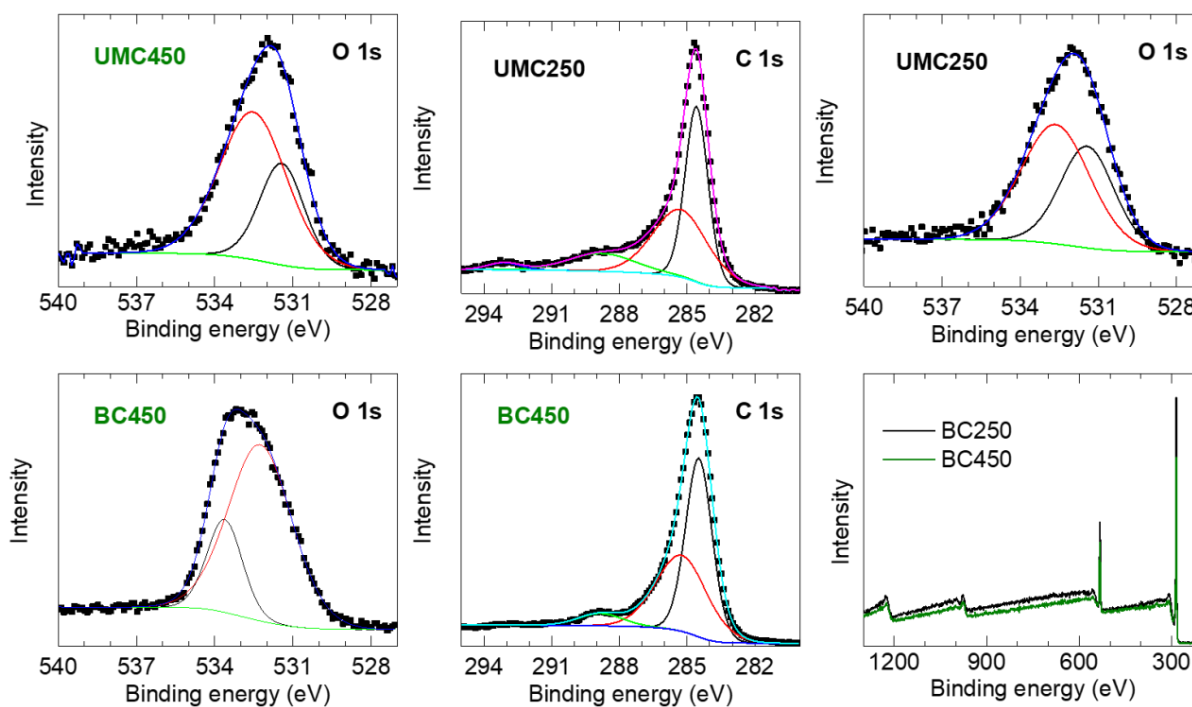 UMC450
O 1s
Intensity
540 537 534 531 528
Binding energy (eV)
UMC250
C 1s
Intensity
294 291 288 285 282
Binding energy (eV)
UMC250
O 1s
Intensity
540 537 534 531 528
Binding energy (eV)
BC450
O 1s
Intensity
540 537 534 531 528
Binding energy (eV)
BC450
C 1s
Intensity
294 291 288 285 282
Binding energy (eV)
BC250
BC450
Intensity
1200 900 600 300
Binding energy (eV)